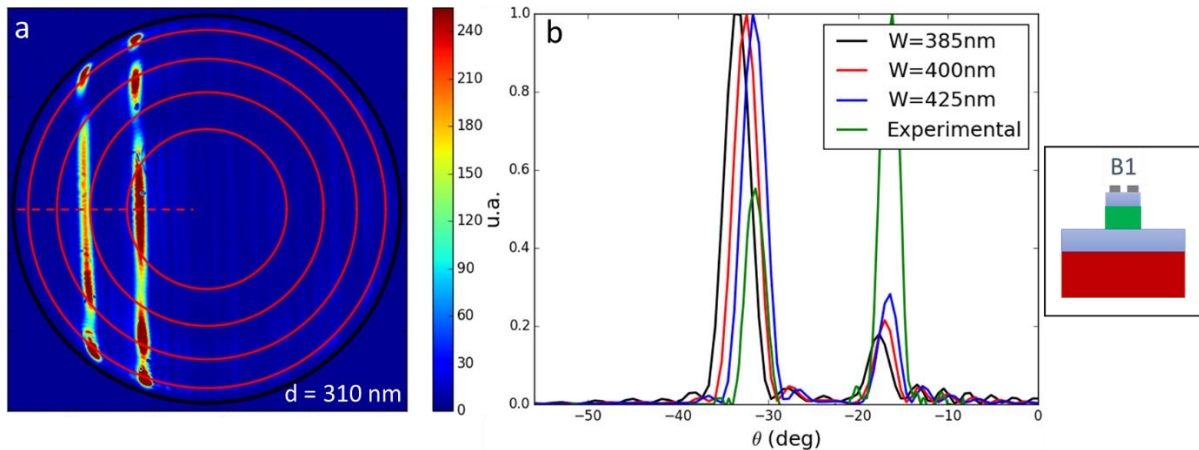 a
d = 310 nm
240
210
180
150
120
90
60
30
0
u.a.
b
1.0
0.8
0.6
0.4
0.2
0.0
−50
−40
−30
−20
−10
0
θ (deg)
W=385nm
W=400nm
W=425nm
Experimental
B1